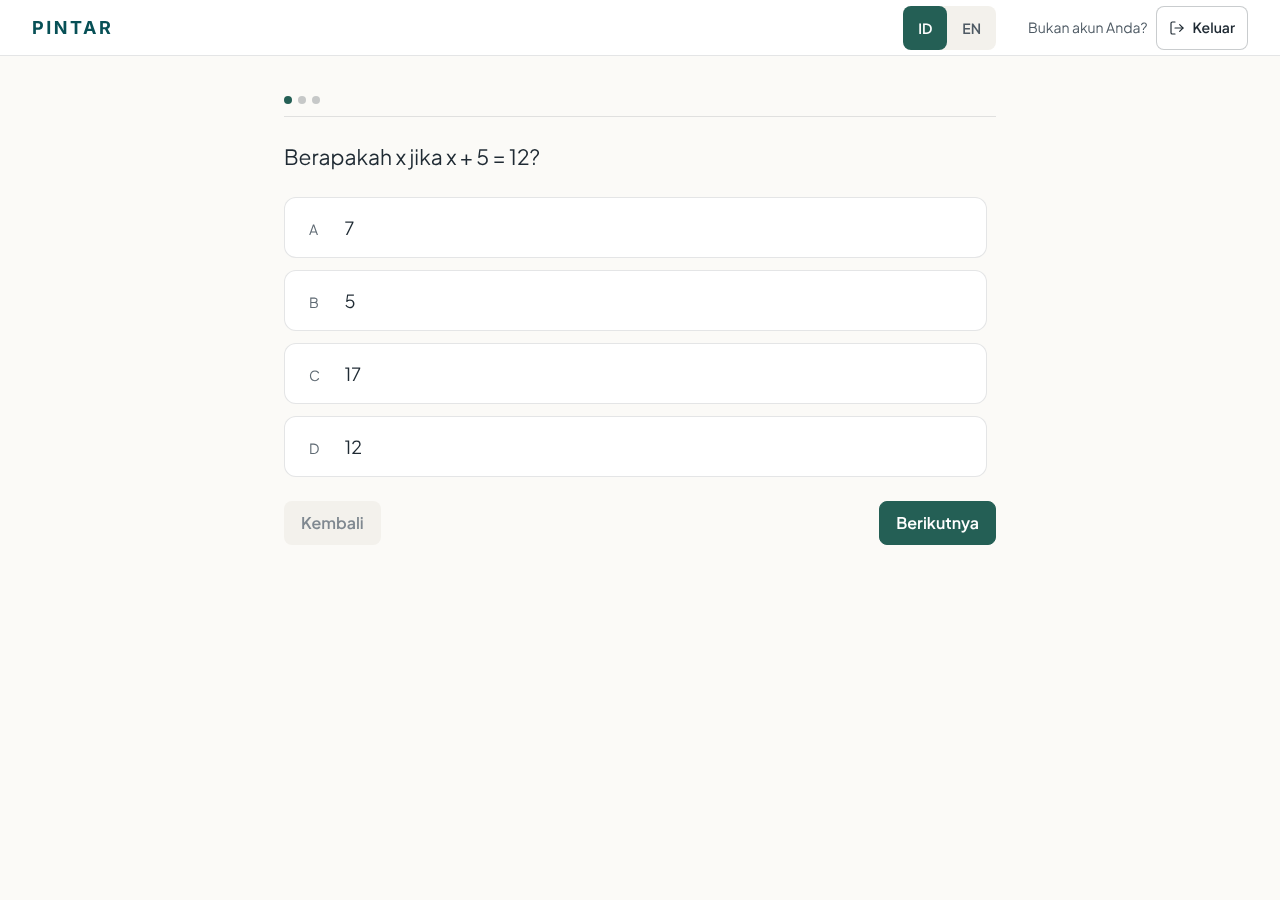 PINTAR
ID EN Bukan akun Anda? Keluar
Berapakah x jika x + 5 = 12?
A 7
B 5
C 17
D 12
Kembali Berikutnya